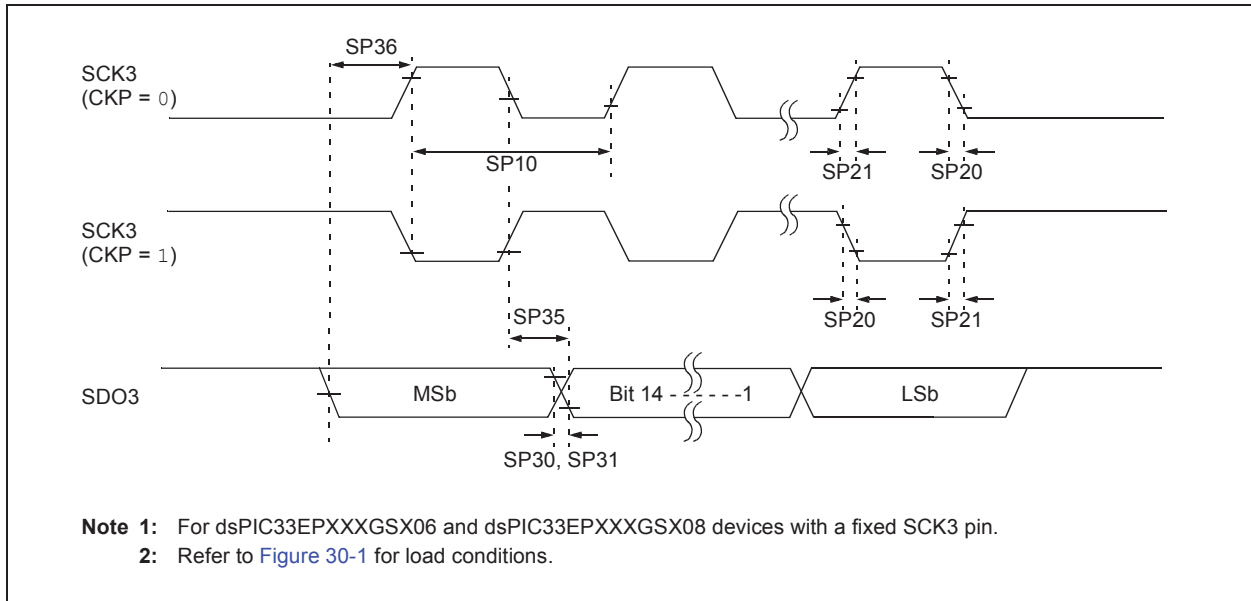 SP36
SCK3
(CKP = 0)
SP10
SP21
SP20
SCK3
(CKP = 1)
SP35
SP20
SP21
SDO3
MSb
Bit 14 - - - - - -1
LSb
SP30, SP31
Note 1: For dsPIC33EPXXXGSX06 and dsPIC33EPXXXGSX08 devices with a fixed SCK3 pin.
2: Refer to Figure 30-1 for load conditions.